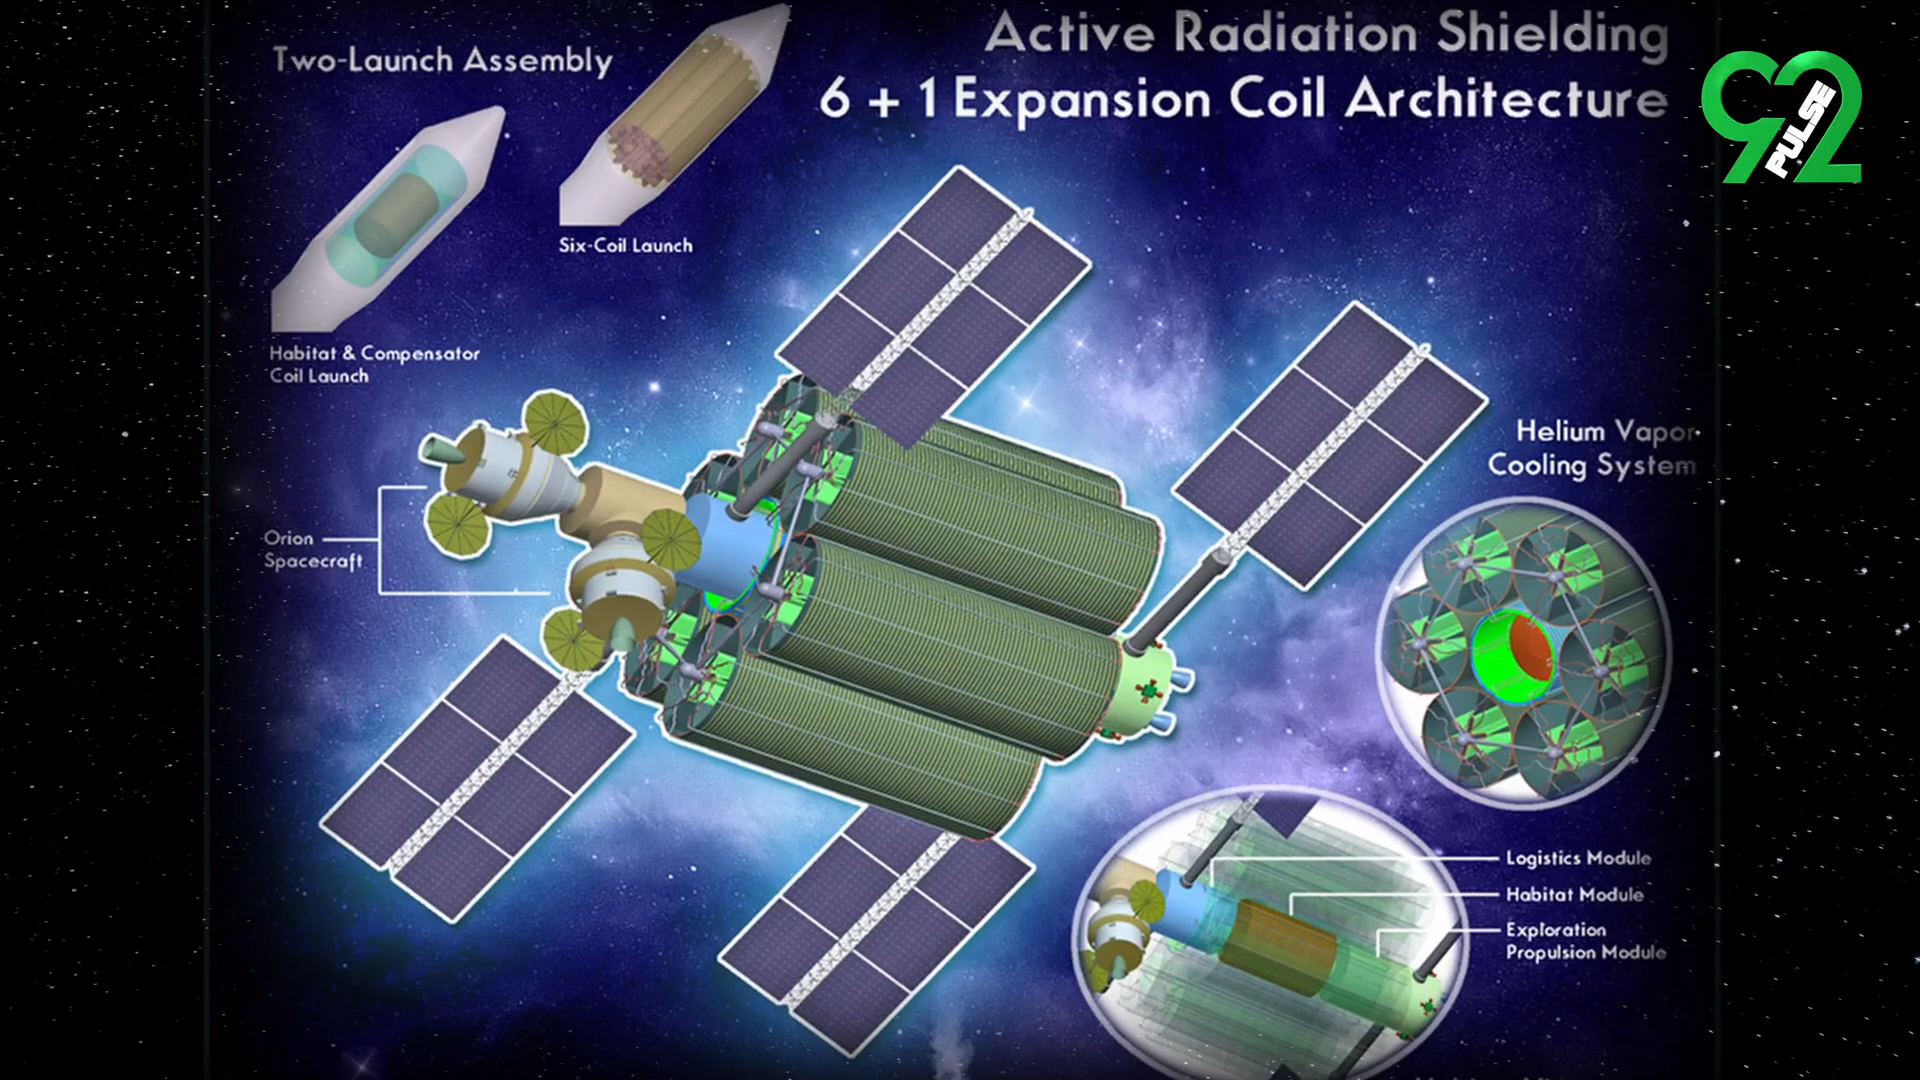 Active Radiation Shielding
6 + 1 Expansion Coil Architecture
92
PULSE
Two-Launch Assembly
Six-Coil Launch
Habitat & Compensator
Coil Launch
Orion
Spacecraft
Helium Vapor
Cooling System
Logistics Module
Habitat Module
Exploration
Propulsion Module